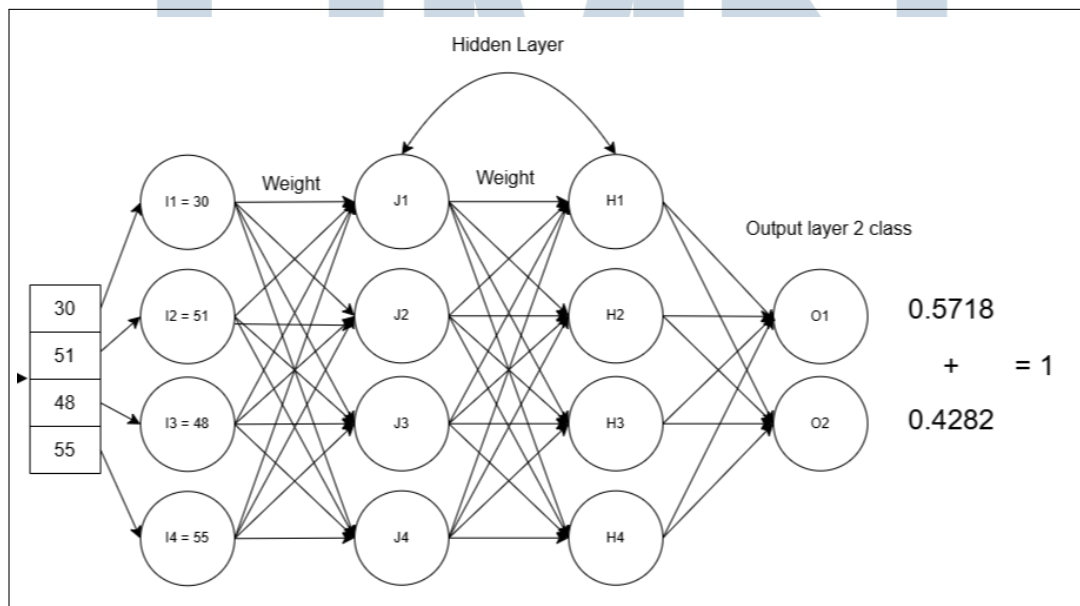 Hidden Layer
Weight
Weight
Output layer 2 class
30
51
48
55
I1 = 30
I2 = 51
I3 = 48
I4 = 55
J1
J2
J3
J4
H1
H2
H3
H4
O1
O2
0.5718
+ = 1
0.4282